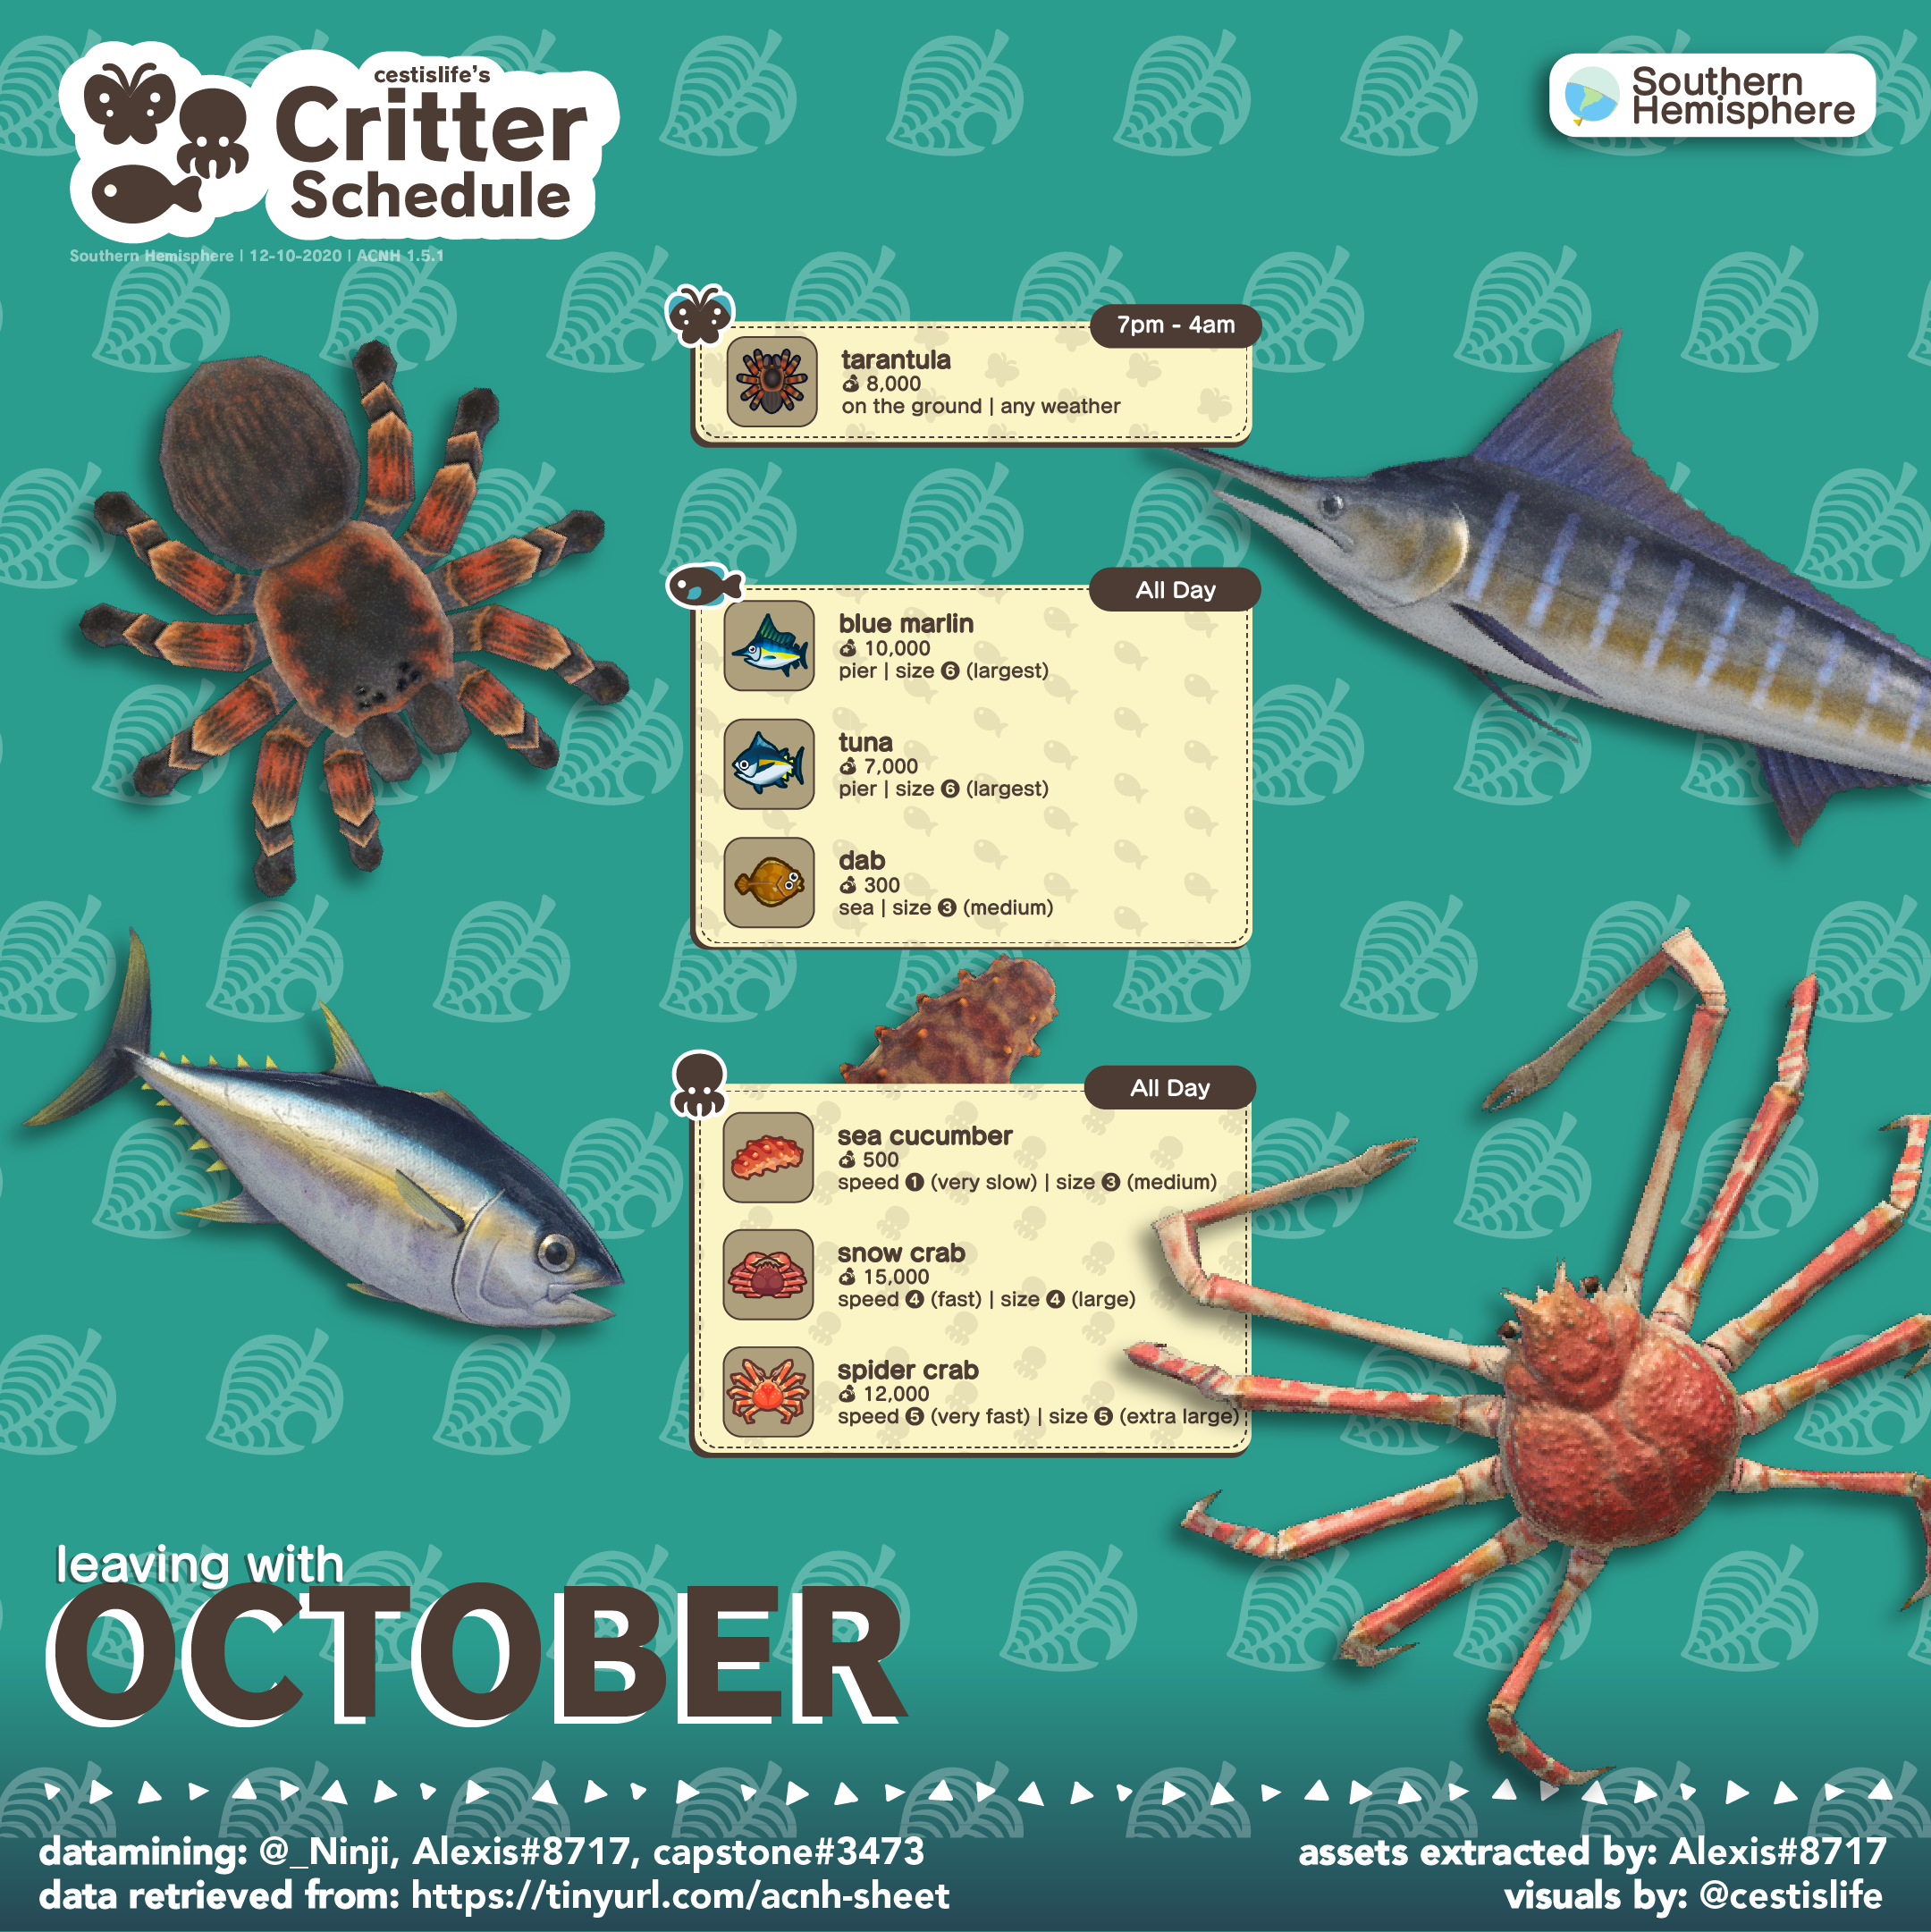 cestislife's
Critter
Schedule
Southern
Hemisphere
Southern Hemisphere | 12-10-2020 | ACNH 1.5.1
7pm - 4am
tarantula
8,000
on the ground | any weather
All Day
blue marlin
10,000
pier | size 6 (largest)
tuna
7,000
pier | size 6 (largest)
dab
300
sea | size 3 (medium)
All Day
sea cucumber
500
speed 1 (very slow) | size 3 (medium)
snow crab
15,000
speed 4 (fast) | size 4 (large)
spider crab
12,000
speed 5 (very fast) | size 5 (extra large)
leaving with
OCTOBER
datamining: @_Ninji, Alexis#8717, capstone#3473
data retrieved from: https://tinyurl.com/acnh-sheet
assets extracted by: Alexis#8717
visuals by: @cestislife